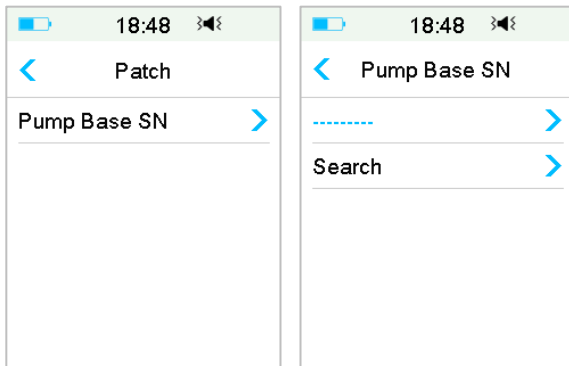 18:48
Patch
Pump Base SN
18:48
Pump Base SN
---------
Search